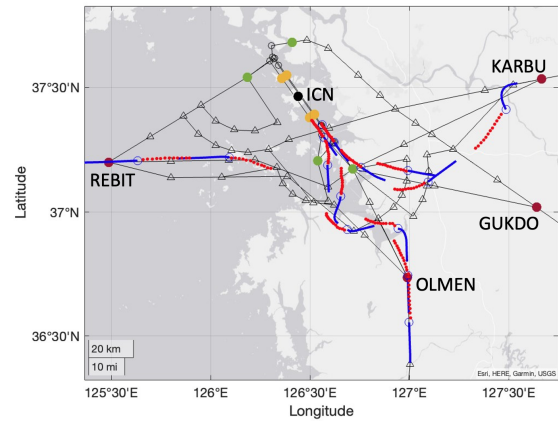 37°30'N
37°N
36°30'N
Latitude
KARBU
ICN
REBIT
GUKDO
OLMEN
20 km
10 mi
Esri, HERE, Garmin, USGS
125°30'E
126°E
126°30'E
127°E
127°30'E
Longitude